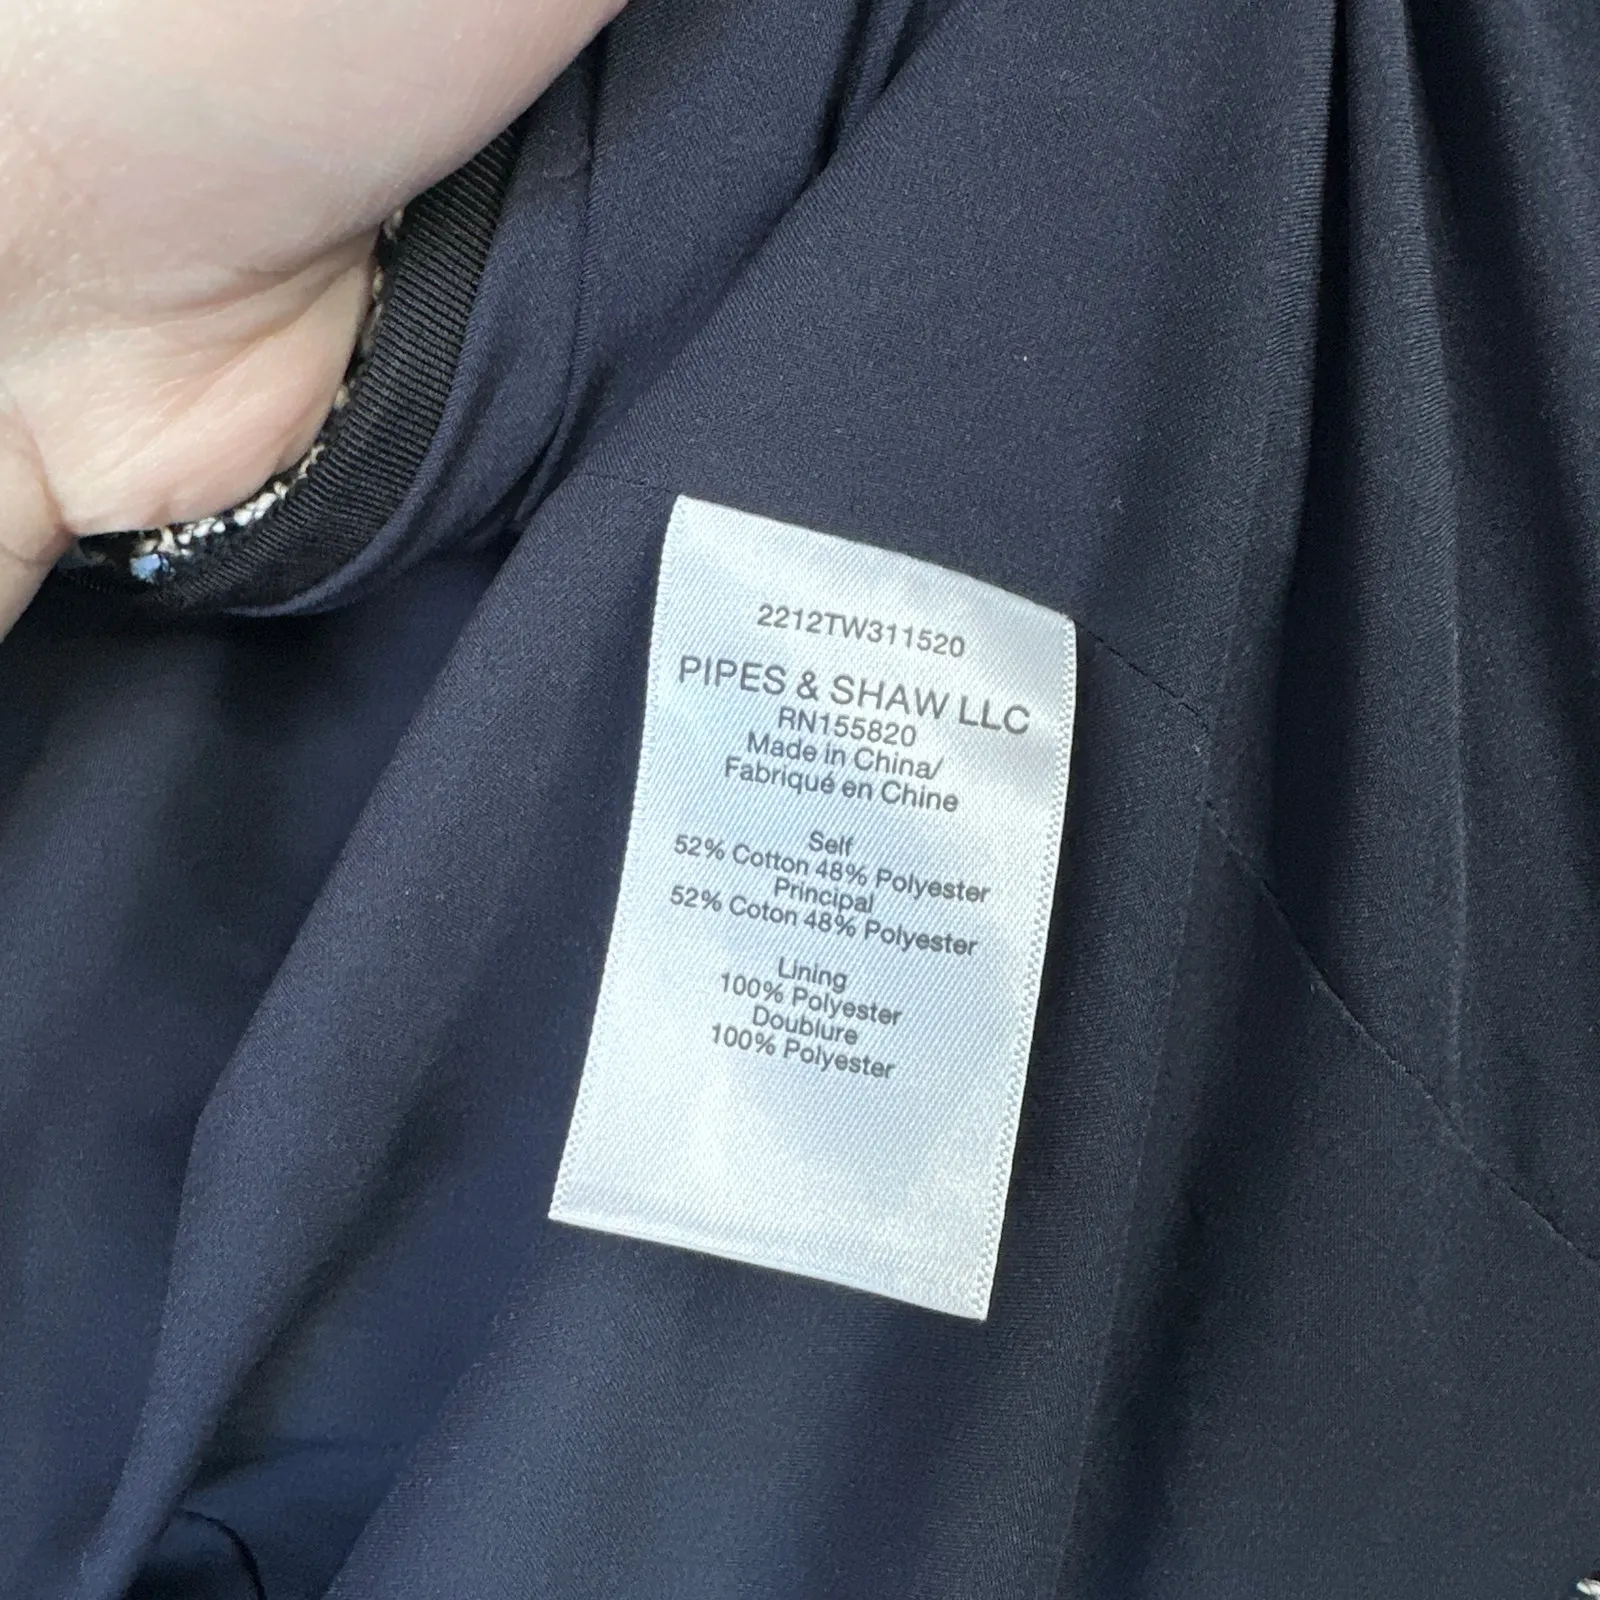 2212TW311520
PIPES & SHAW LLC
RN155820
Made in China/
Fabriqué en Chine
Self
52% Cotton 48% Polyester
Principal
52% Coton 48% Polyester
Lining
100% Polyester
Doublure
100% Polyester